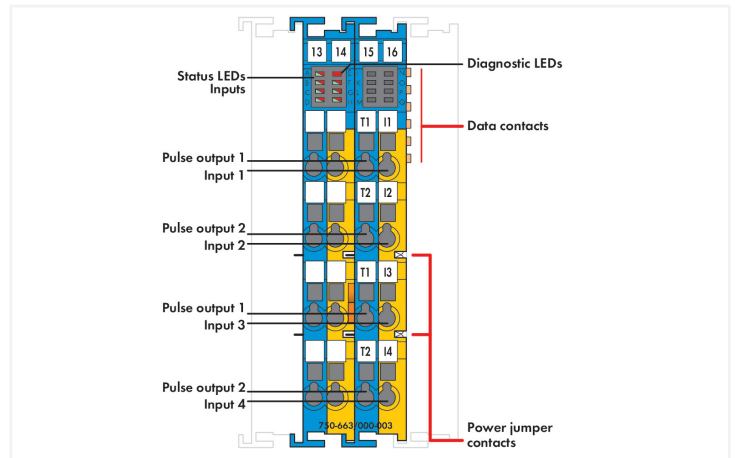 13 14 15 16
Status LEDs
Inputs
Diagnostic LEDs
Data contacts
T1 I1
Pulse output 1
Input 1
T2 I2
Pulse output 2
Input 2
T1 I3
Pulse output 1
Input 3
T2 I4
Pulse output 2
Input 4
750-663/000-003
Power jumper
contacts